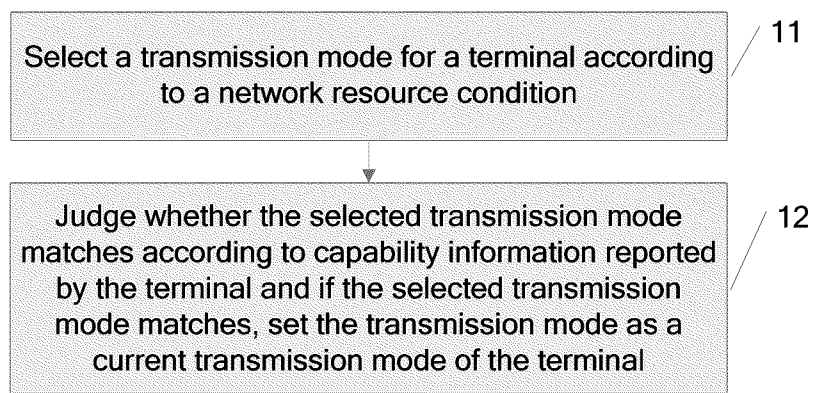 Select a transmission mode for a terminal according
to a network resource condition
11
Judge whether the selected transmission mode
matches according to capability information reported
by the terminal and if the selected transmission
mode matches, set the transmission mode as a
current transmission mode of the terminal
12